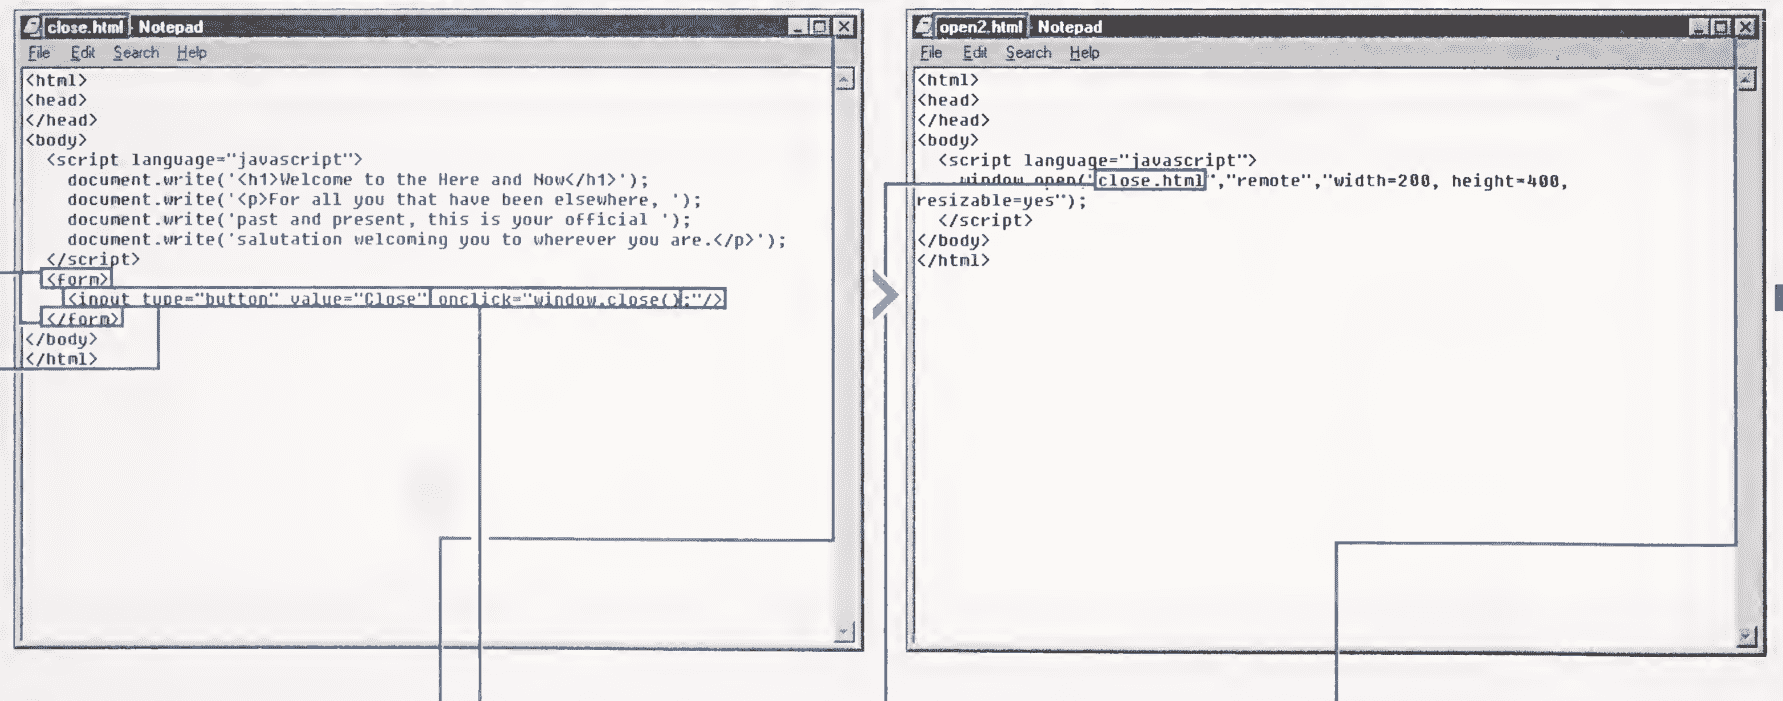 close.html - Notepad
File Edit Search Help
<html>
<head>
</head>
<body>
<script language="javascript">
document.write('<h1>Welcome to the Here and Now</h1>');
document.write('<p>For all you that have been elsewhere, ');
document.write('past and present, this is your official ');
document.write('salutation welcoming you to wherever you are.</p>');
</script>
<form>
<input type="button" value="Close" onclick="window.close();"/>
</form>
</body>
</html>
open2.html - Notepad
File Edit Search Help
<html>
<head>
</head>
<body>
<script language="javascript">
window.open("close.html","remote","width=200, height=400,
resizable=yes");
</script>
</body>
</html>